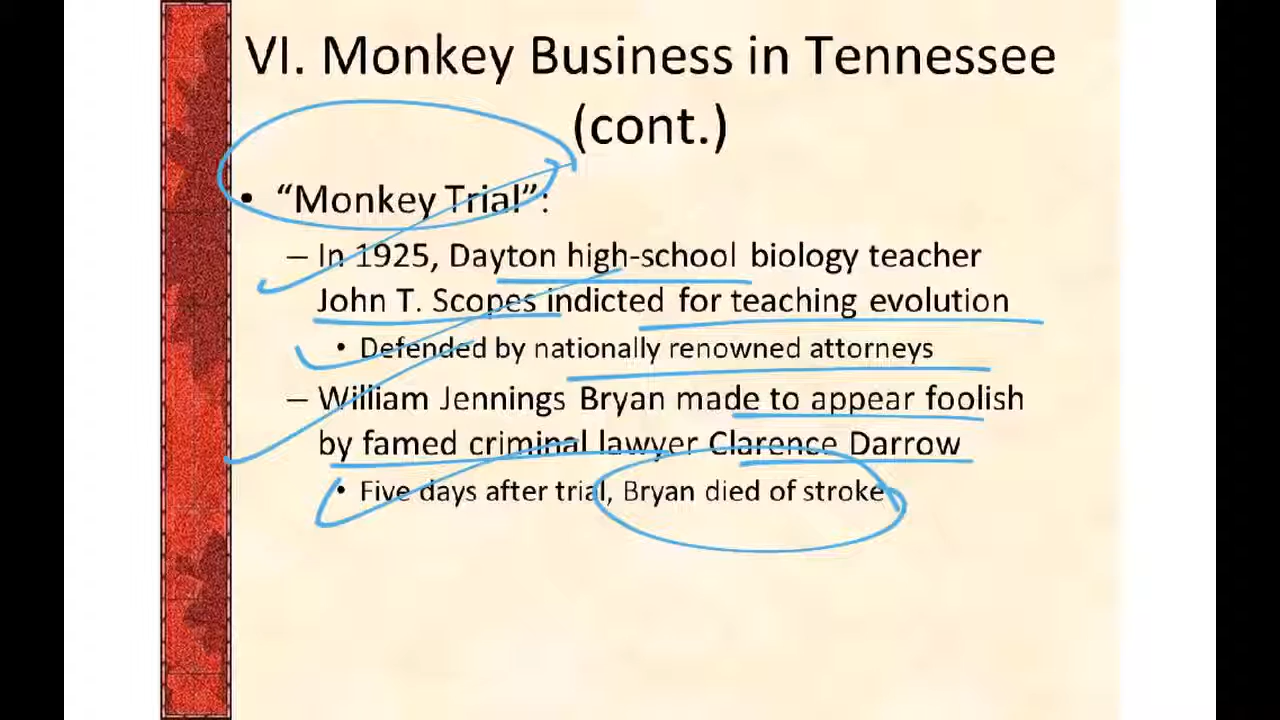 VI. Monkey Business in Tennessee
(cont.)
• “Monkey Trial”:
– In 1925, Dayton high-school biology teacher
John T. Scopes indicted for teaching evolution
• Defended by nationally renowned attorneys
– William Jennings Bryan made to appear foolish
by famed criminal lawyer Clarence Darrow
• Five days after trial, Bryan died of stroke